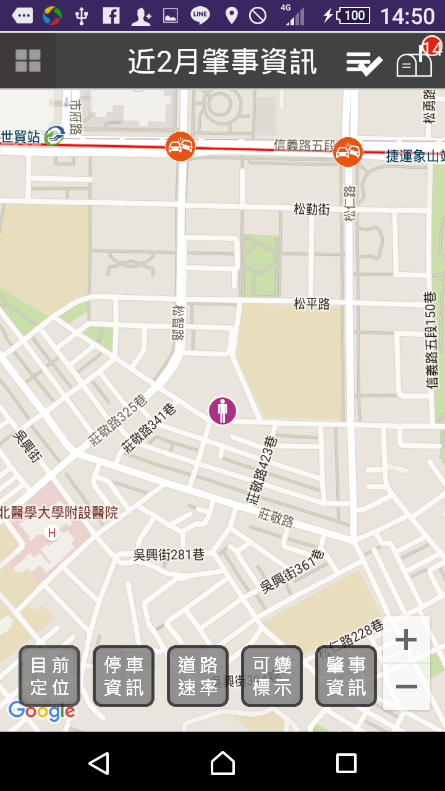 LINE
4G
100
14:50
近2月肇事資訊
14
市府路
松勇路
世貿站
信義路五段
捷運象山站
松仁路
松勤街
松平路
松智路
信義路五段150巷
莊敬路325巷
莊敬路341巷
吳興街
莊敬路423巷
北醫學大學附設醫院
H
莊敬路
吳興街281巷
吳興街361巷
松仁路228巷
目前
定位
停車
資訊
道路
速率
可變
標示
肇事
資訊
+
−
Google